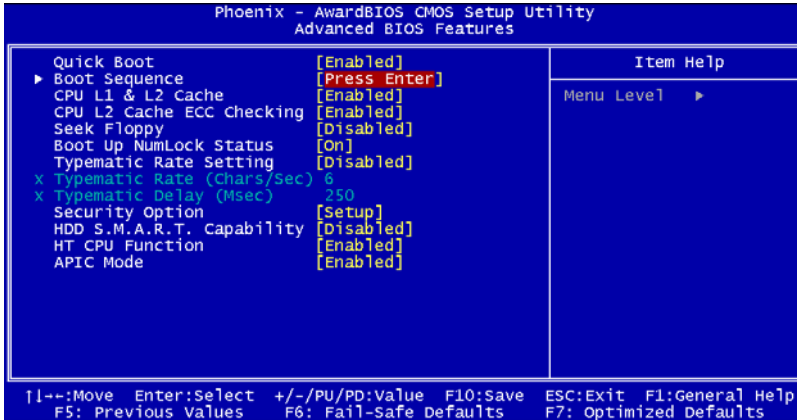 Phoenix - AwardBIOS CMOS Setup Utility
Advanced BIOS Features
Quick Boot [Enabled]
▶ Boot Sequence [Press Enter]
CPU L1 & L2 Cache [Enabled]
CPU L2 Cache ECC Checking [Enabled]
Seek Floppy [Disabled]
Boot Up NumLock Status [On]
Typematic Rate Setting [Disabled]
x Typematic Rate (Chars/Sec) 6
x Typematic Delay (Msec) 250
Security Option [Setup]
HDD S.M.A.R.T. Capability [Disabled]
HT CPU Function [Enabled]
APIC Mode [Enabled]
Item Help
Menu Level ▶
↑↓←→:Move Enter:Select +/-/PU/PD:Value F10:Save ESC:Exit F1:General Help
F5: Previous Values F6: Fail-Safe Defaults F7: Optimized Defaults